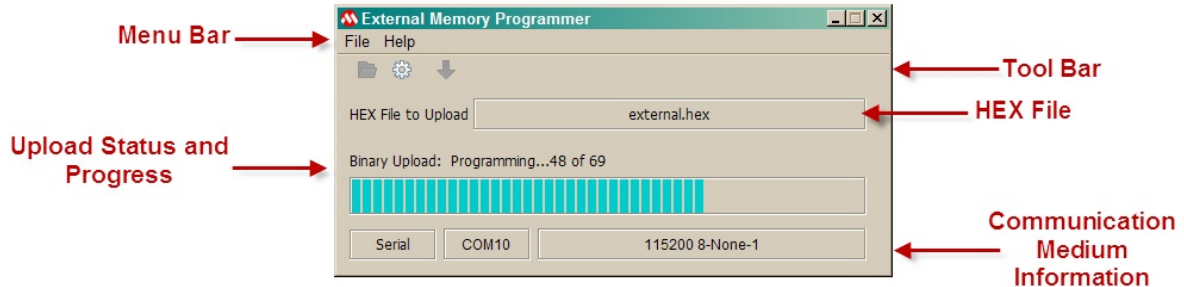 External Memory Programmer
Menu Bar
File Help
Tool Bar
HEX File to Upload
external.hex
HEX File
Upload Status and
Progress
Binary Upload: Programming...48 of 69
Serial
COM10
115200 8-None-1
Communication
Medium
Information